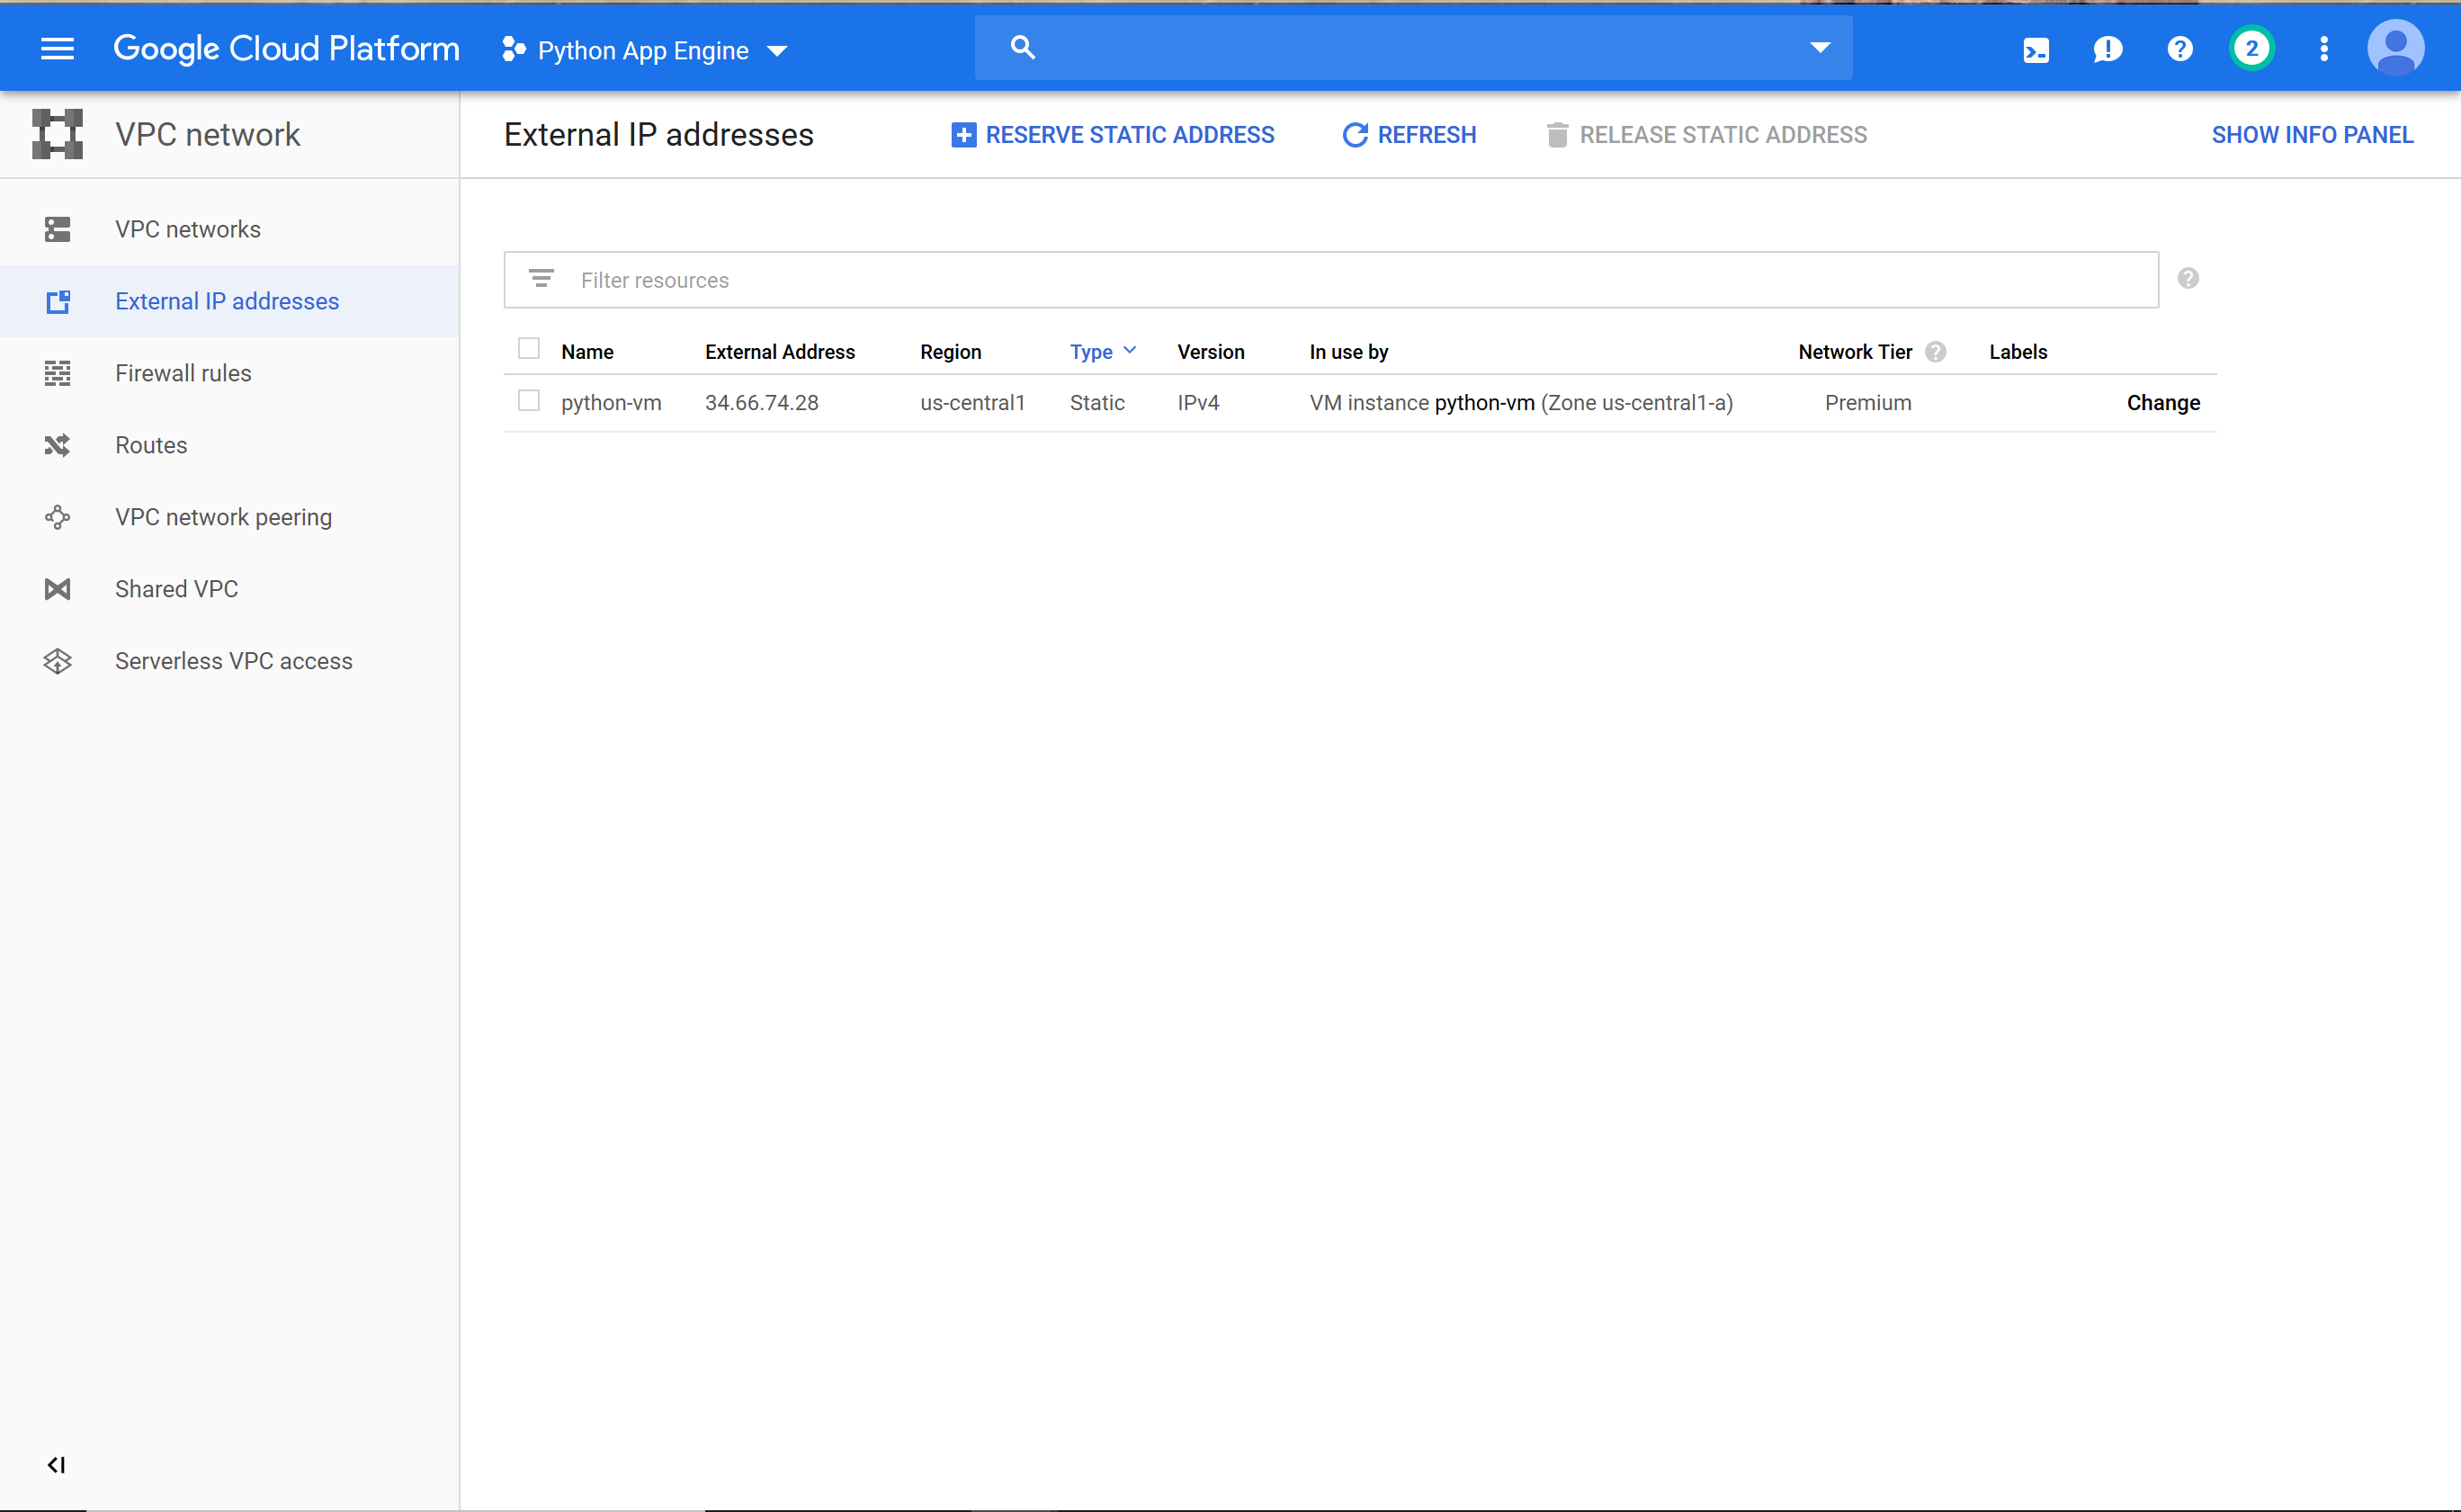 Google Cloud Platform Python App Engine 2
VPC network
External IP addresses RESERVE STATIC ADDRESS REFRESH RELEASE STATIC ADDRESS SHOW INFO PANEL
VPC networks
External IP addresses
Firewall rules
Routes
VPC network peering
Shared VPC
Serverless VPC access
Filter resources
Name External Address Region Type Version In use by Network Tier Labels
python-vm 34.66.74.28 us-central1 Static IPv4 VM instance python-vm (Zone us-central1-a) Premium Change